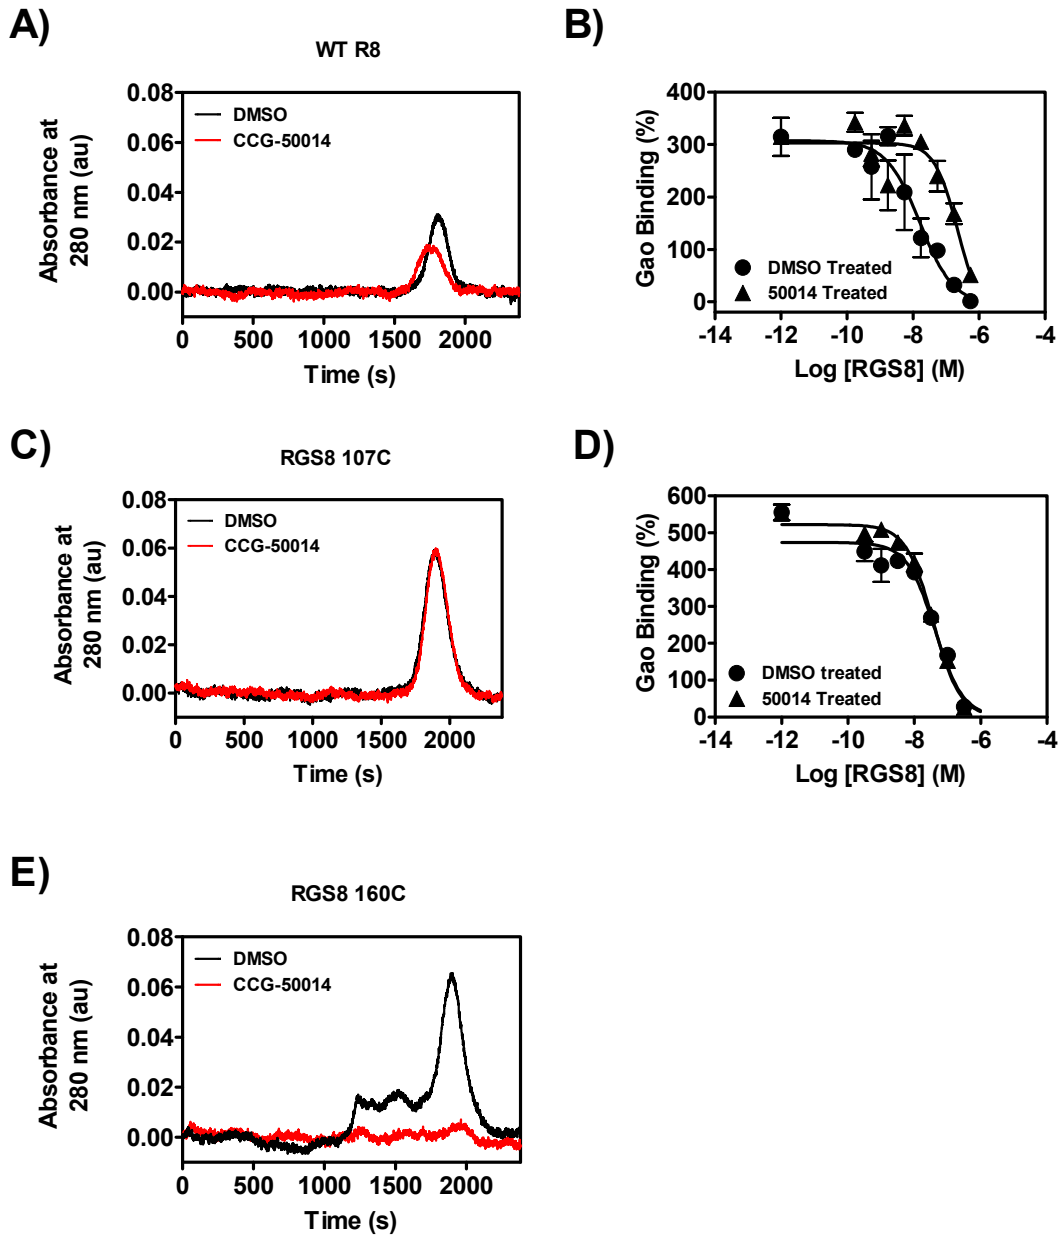 A)
WT R8
Absorbance at
280 nm (au)
0.08
0.06
0.04
0.02
0.00
DMSO
CCG-50014
0 500 1000 1500 2000
Time (s)
B)
Gao Binding (%)
400
300
200
100
0
DMSO Treated
50014 Treated
-14 -12 -10 -8 -6 -4
Log [RGS8] (M)
C)
RGS8 107C
Absorbance at
280 nm (au)
0.08
0.06
0.04
0.02
0.00
DMSO
CCG-50014
0 500 1000 1500 2000
Time (s)
D)
Gao Binding (%)
600
500
400
300
200
100
0
DMSO treated
50014 Treated
-14 -12 -10 -8 -6 -4
Log [RGS8] (M)
E)
RGS8 160C
Absorbance at
280 nm (au)
0.08
0.06
0.04
0.02
0.00
DMSO
CCG-50014
0 500 1000 1500 2000
Time (s)